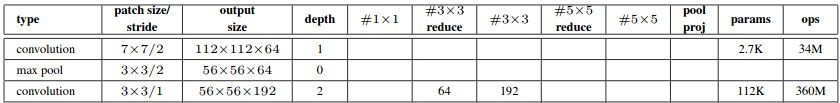 type patch size/ stride output size depth #1×1 #3×3 reduce #3×3 #5×5 reduce #5×5 pool proj params ops
convolution 7×7/2 112×112×64 1 2.7K 34M
max pool 3×3/2 56×56×64 0
convolution 3×3/1 56×56×192 2 64 192 112K 360M